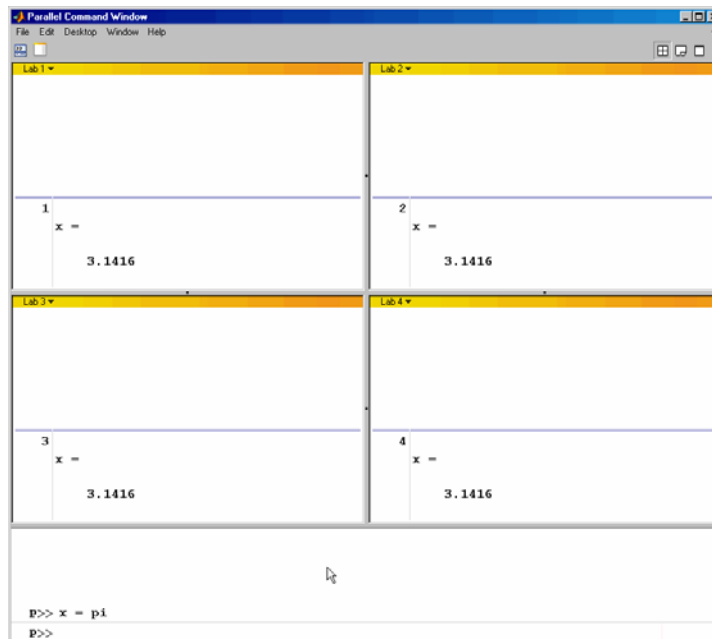 Parallel Command Window
File Edit Desktop Window Help
Lab 1
1
x =
3.1416
Lab 2
2
x =
3.1416
Lab 3
3
x =
3.1416
Lab 4
4
x =
3.1416
P>> x = pi
P>>